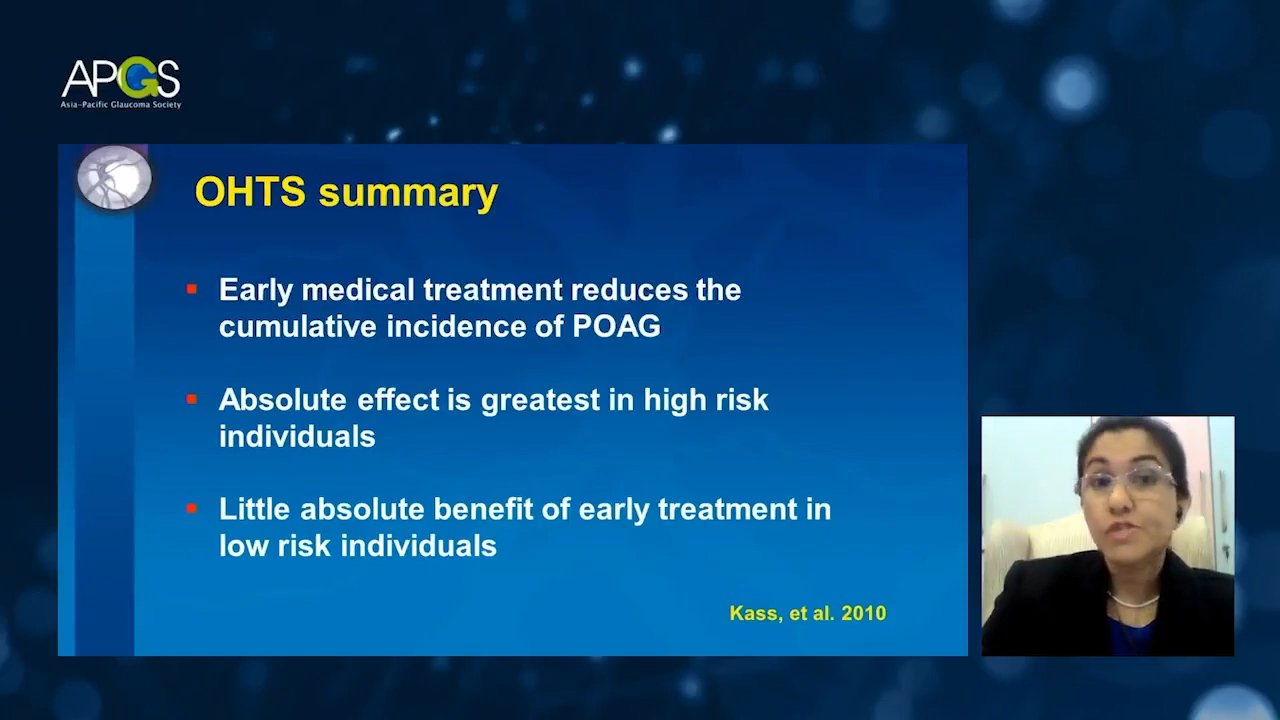 APGS
Asia-Pacific Glaucoma Society
OHTS summary
Early medical treatment reduces the
cumulative incidence of POAG
Absolute effect is greatest in high risk
individuals
Little absolute benefit of early treatment in
low risk individuals
Kass, et al. 2010